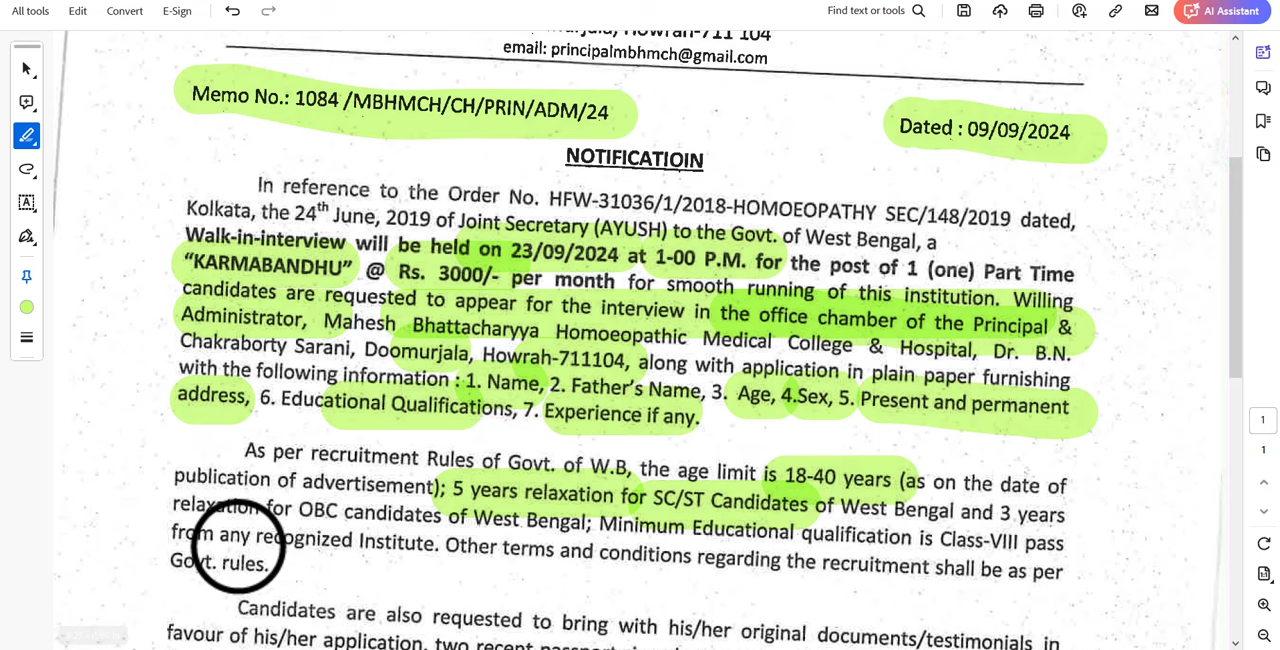 All tools Edit Convert E-Sign Find text or tools AI Assistant
Howrah-711 104
email: principalmbhmch@gmail.com
Memo No.: 1084 /MBHMCH/CH/PRIN/ADM/24
Dated : 09/09/2024
NOTIFICATIOIN
In reference to the Order No. HFW-31036/1/2018-HOMOEOPATHY SEC/148/2019 dated,
Kolkata, the 24th June, 2019 of Joint Secretary (AYUSH) to the Govt. of West Bengal, a
Walk-in-interview will be held on 23/09/2024 at 1-00 P.M. for the post of 1 (one) Part Time
“KARMABANDHU” @ Rs. 3000/- per month for smooth running of this institution. Willing
candidates are requested to appear for the interview in the office chamber of the Principal &
Administrator, Mahesh Bhattacharyya Homoeopathic Medical College & Hospital, Dr. B.N.
Chakraborty Sarani, Doomurjala, Howrah-711104, along with application in plain paper furnishing
with the following information : 1. Name, 2. Father’s Name, 3. Age, 4.Sex, 5. Present and permanent
address, 6. Educational Qualifications, 7. Experience if any.
As per recruitment Rules of Govt. of W.B, the age limit is 18-40 years (as on the date of
publication of advertisement); 5 years relaxation for SC/ST Candidates of West Bengal and 3 years
relaxation for OBC candidates of West Bengal; Minimum Educational qualification is Class-VIII pass
from any recognized Institute. Other terms and conditions regarding the recruitment shall be as per
Govt. rules.
Candidates are also requested to bring with his/her original documents/testimonials in
favour of his/her application, two recent
1
1